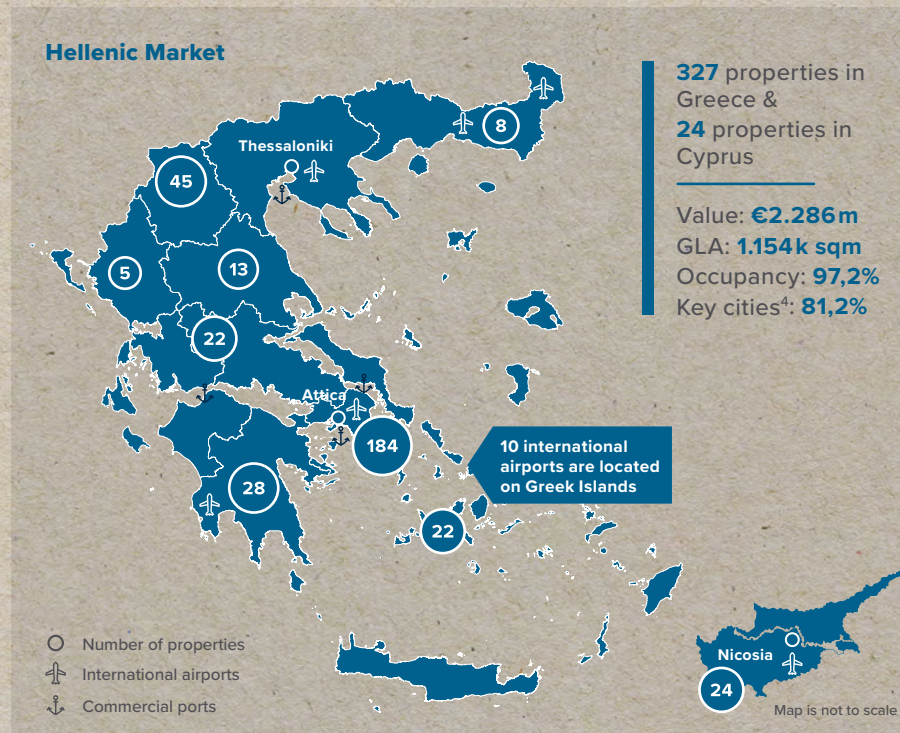 Hellenic Market
327 properties in
Greece &
24 properties in
Cyprus
Value: €2.286m
GLA: 1.154k sqm
Occupancy: 97,2%
Key cities⁴: 81,2%
8
Thessaloniki
45
5
13
22
Attica
184
10 international
airports are located
on Greek Islands
28
22
Number of properties
International airports
Commercial ports
Nicosia
24
Map is not to scale